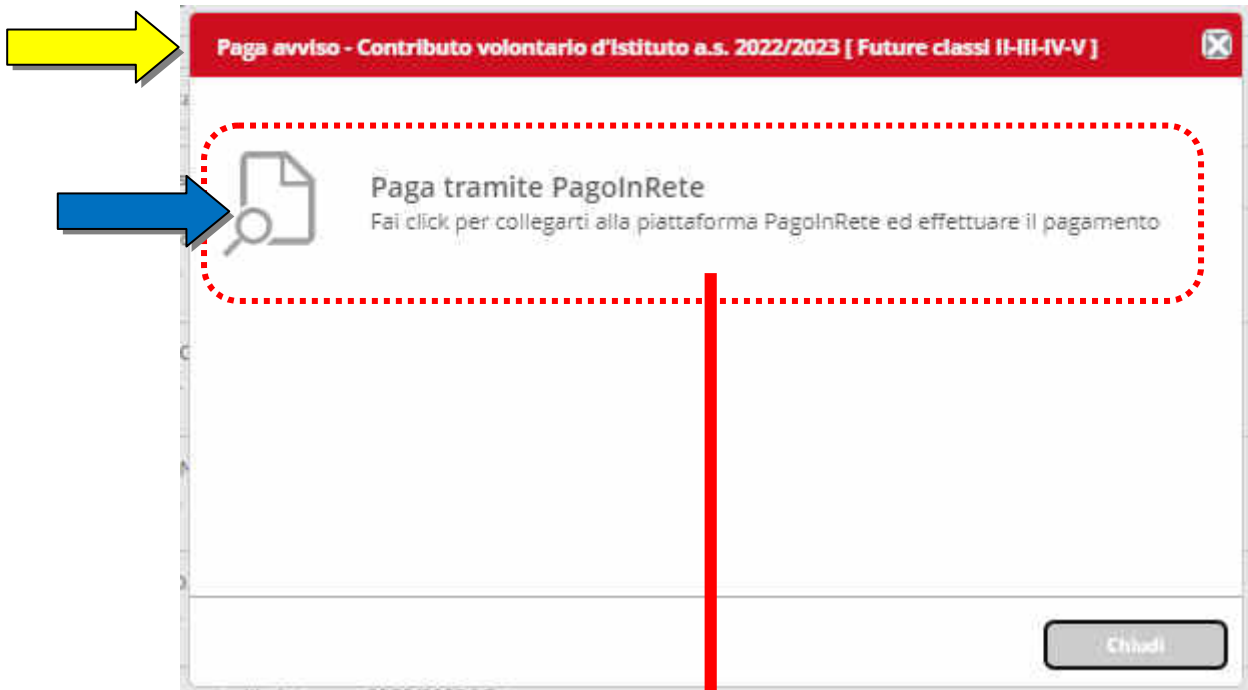 Paga avviso - Contributo volontario d'Istituto a.s. 2022/2023 [ Future classi II-III-IV-V ]
Paga tramite PagoInRete
Fai click per collegarti alla piattaforma PagoInRete ed effettuare il pagamento
Chiudi